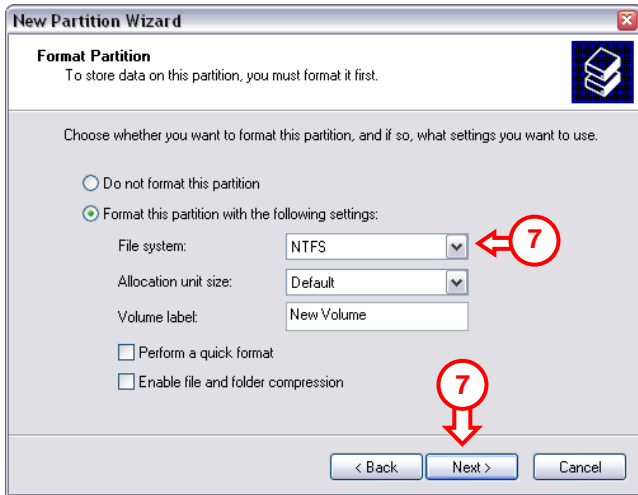 New Partition Wizard
Format Partition
To store data on this partition, you must format it first.
Choose whether you want to format this partition, and if so, what settings you want to use.
Do not format this partition
Format this partition with the following settings:
File system: NTFS 7
Allocation unit size: Default
Volume label: New Volume
Perform a quick format
Enable file and folder compression
7
< Back Next > Cancel